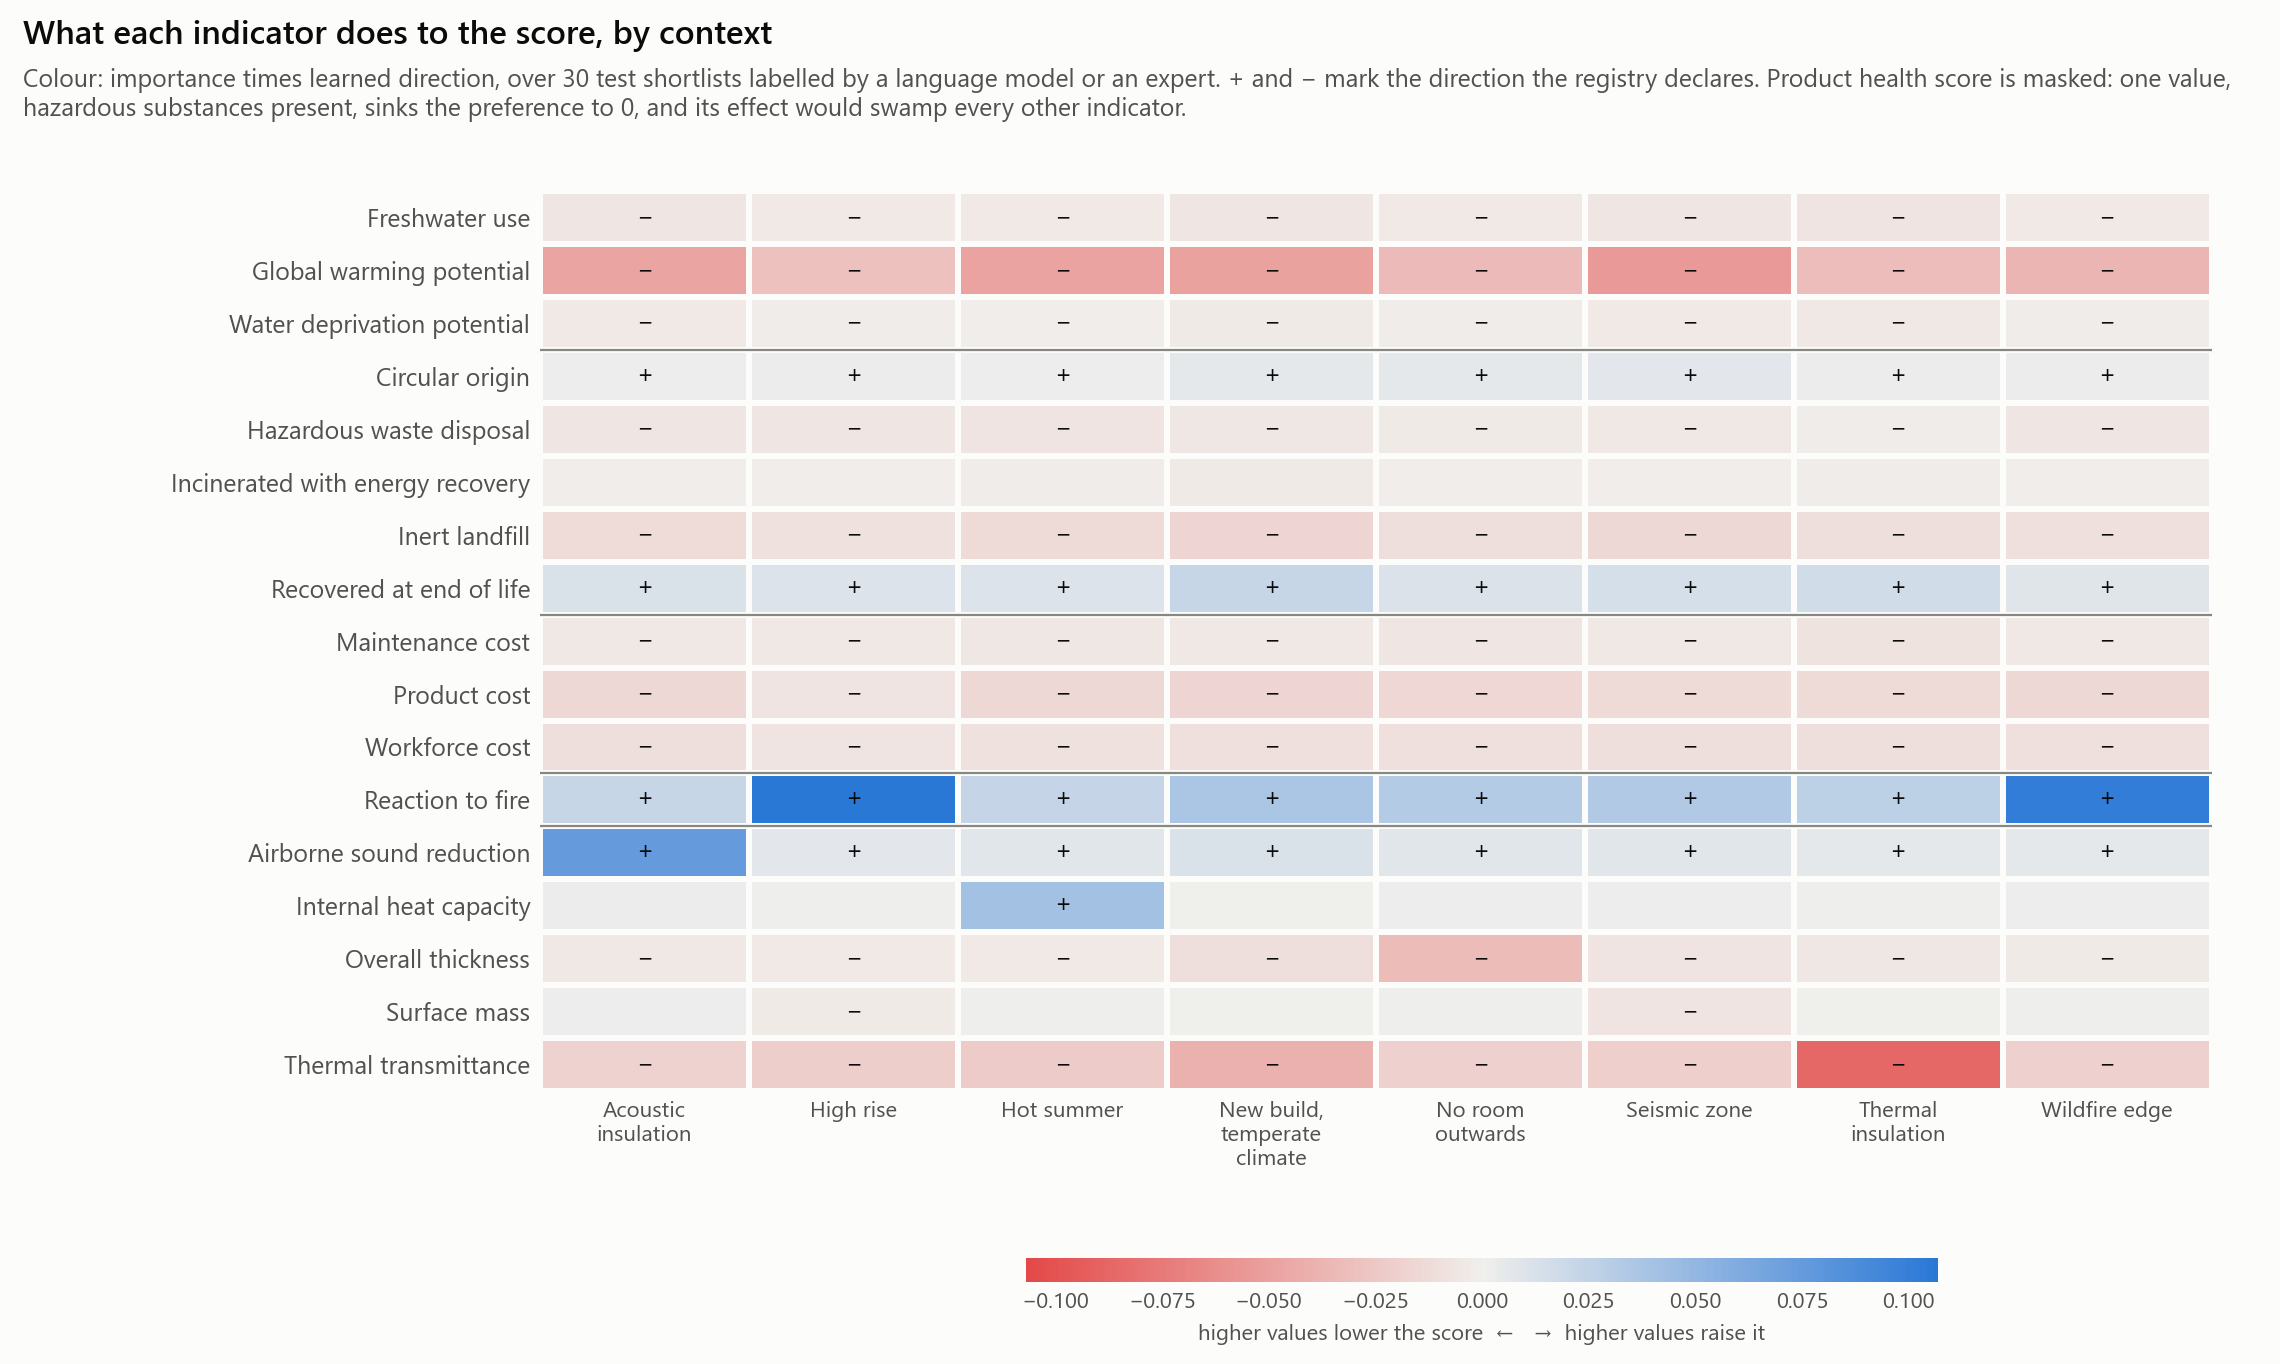 What each indicator does to the score, by context
Colour: importance times learned direction, over 30 test shortlists labelled by a language model or an expert. + and − mark the direction the registry declares. Product health score is masked: one value,
hazardous substances present, sinks the preference to 0, and its effect would swamp every other indicator.
Freshwater use − − − − − − − −
Global warming potential − − − − − − − −
Water deprivation potential − − − − − − − −
Circular origin + + + + + + + +
Hazardous waste disposal − − − − − − − −
Incinerated with energy recovery
Inert landfill − − − − − − − −
Recovered at end of life + + + + + + + +
Maintenance cost − − − − − − − −
Product cost − − − − − − − −
Workforce cost − − − − − − − −
Reaction to fire + + + + + + + +
Airborne sound reduction + + + + + + + +
Internal heat capacity +
Overall thickness − − − − − − − −
Surface mass − −
Thermal transmittance − − − − − − − −
Acoustic
insulation
High rise
Hot summer
New build,
temperate
climate
No room
outwards
Seismic zone
Thermal
insulation
Wildfire edge
−0.100 −0.075 −0.050 −0.025 0.000 0.025 0.050 0.075 0.100
higher values lower the score ← → higher values raise it